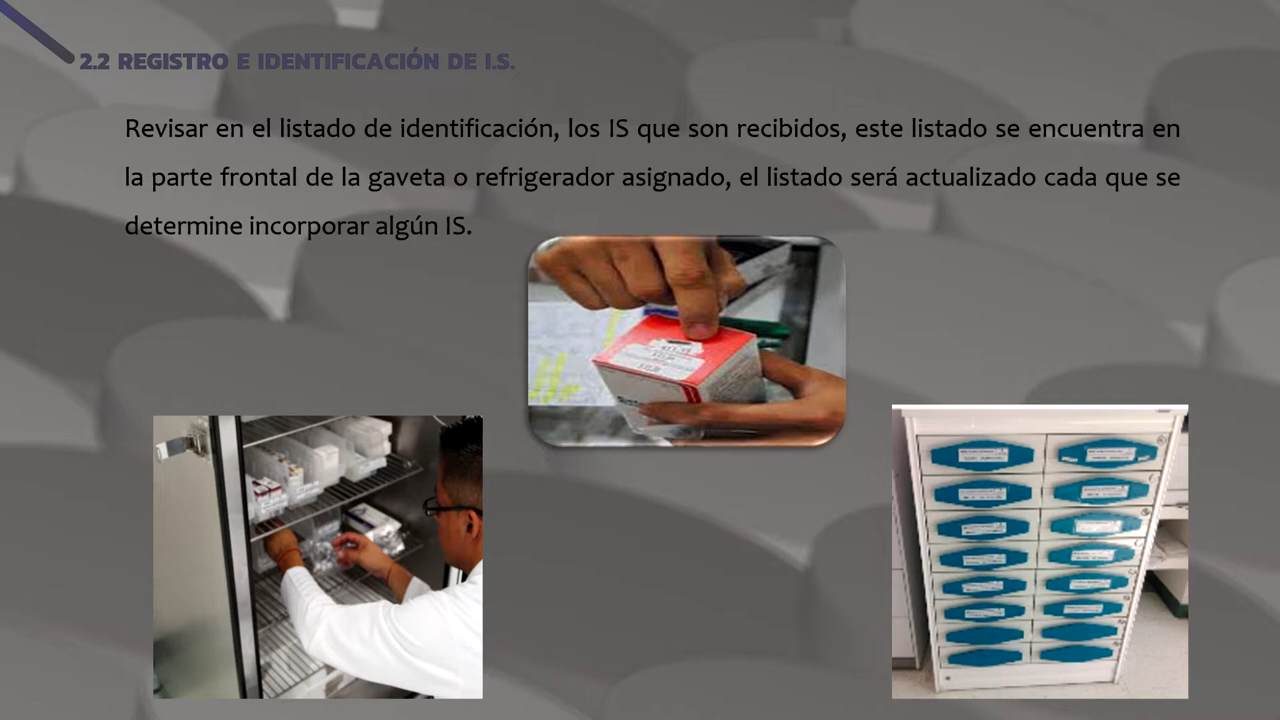 2.2 REGISTRO E IDENTIFICACIÓN DE I.S.
Revisar en el listado de identificación, los IS que son recibidos, este listado se encuentra en
la parte frontal de la gaveta o refrigerador asignado, el listado será actualizado cada que se
determine incorporar algún IS.